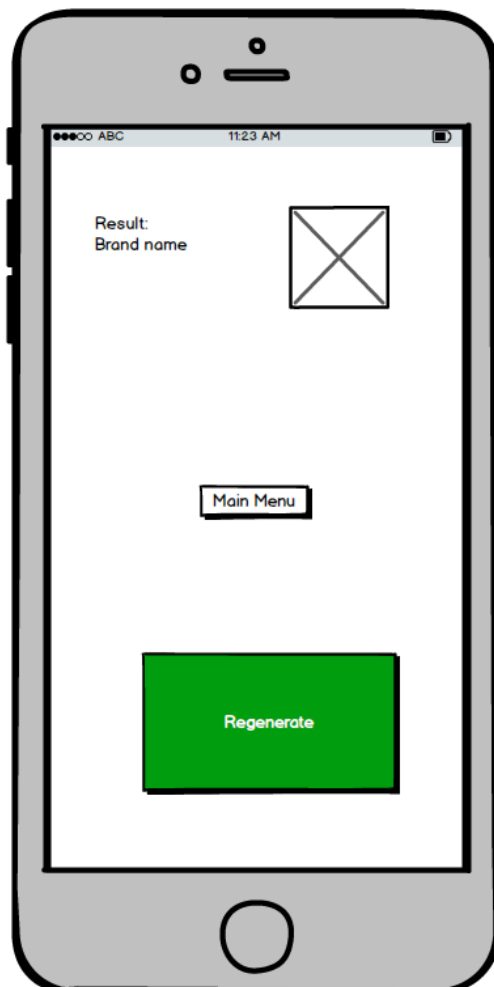 ABC 11:23 AM
Result:
Brand name
Main Menu
Regenerate